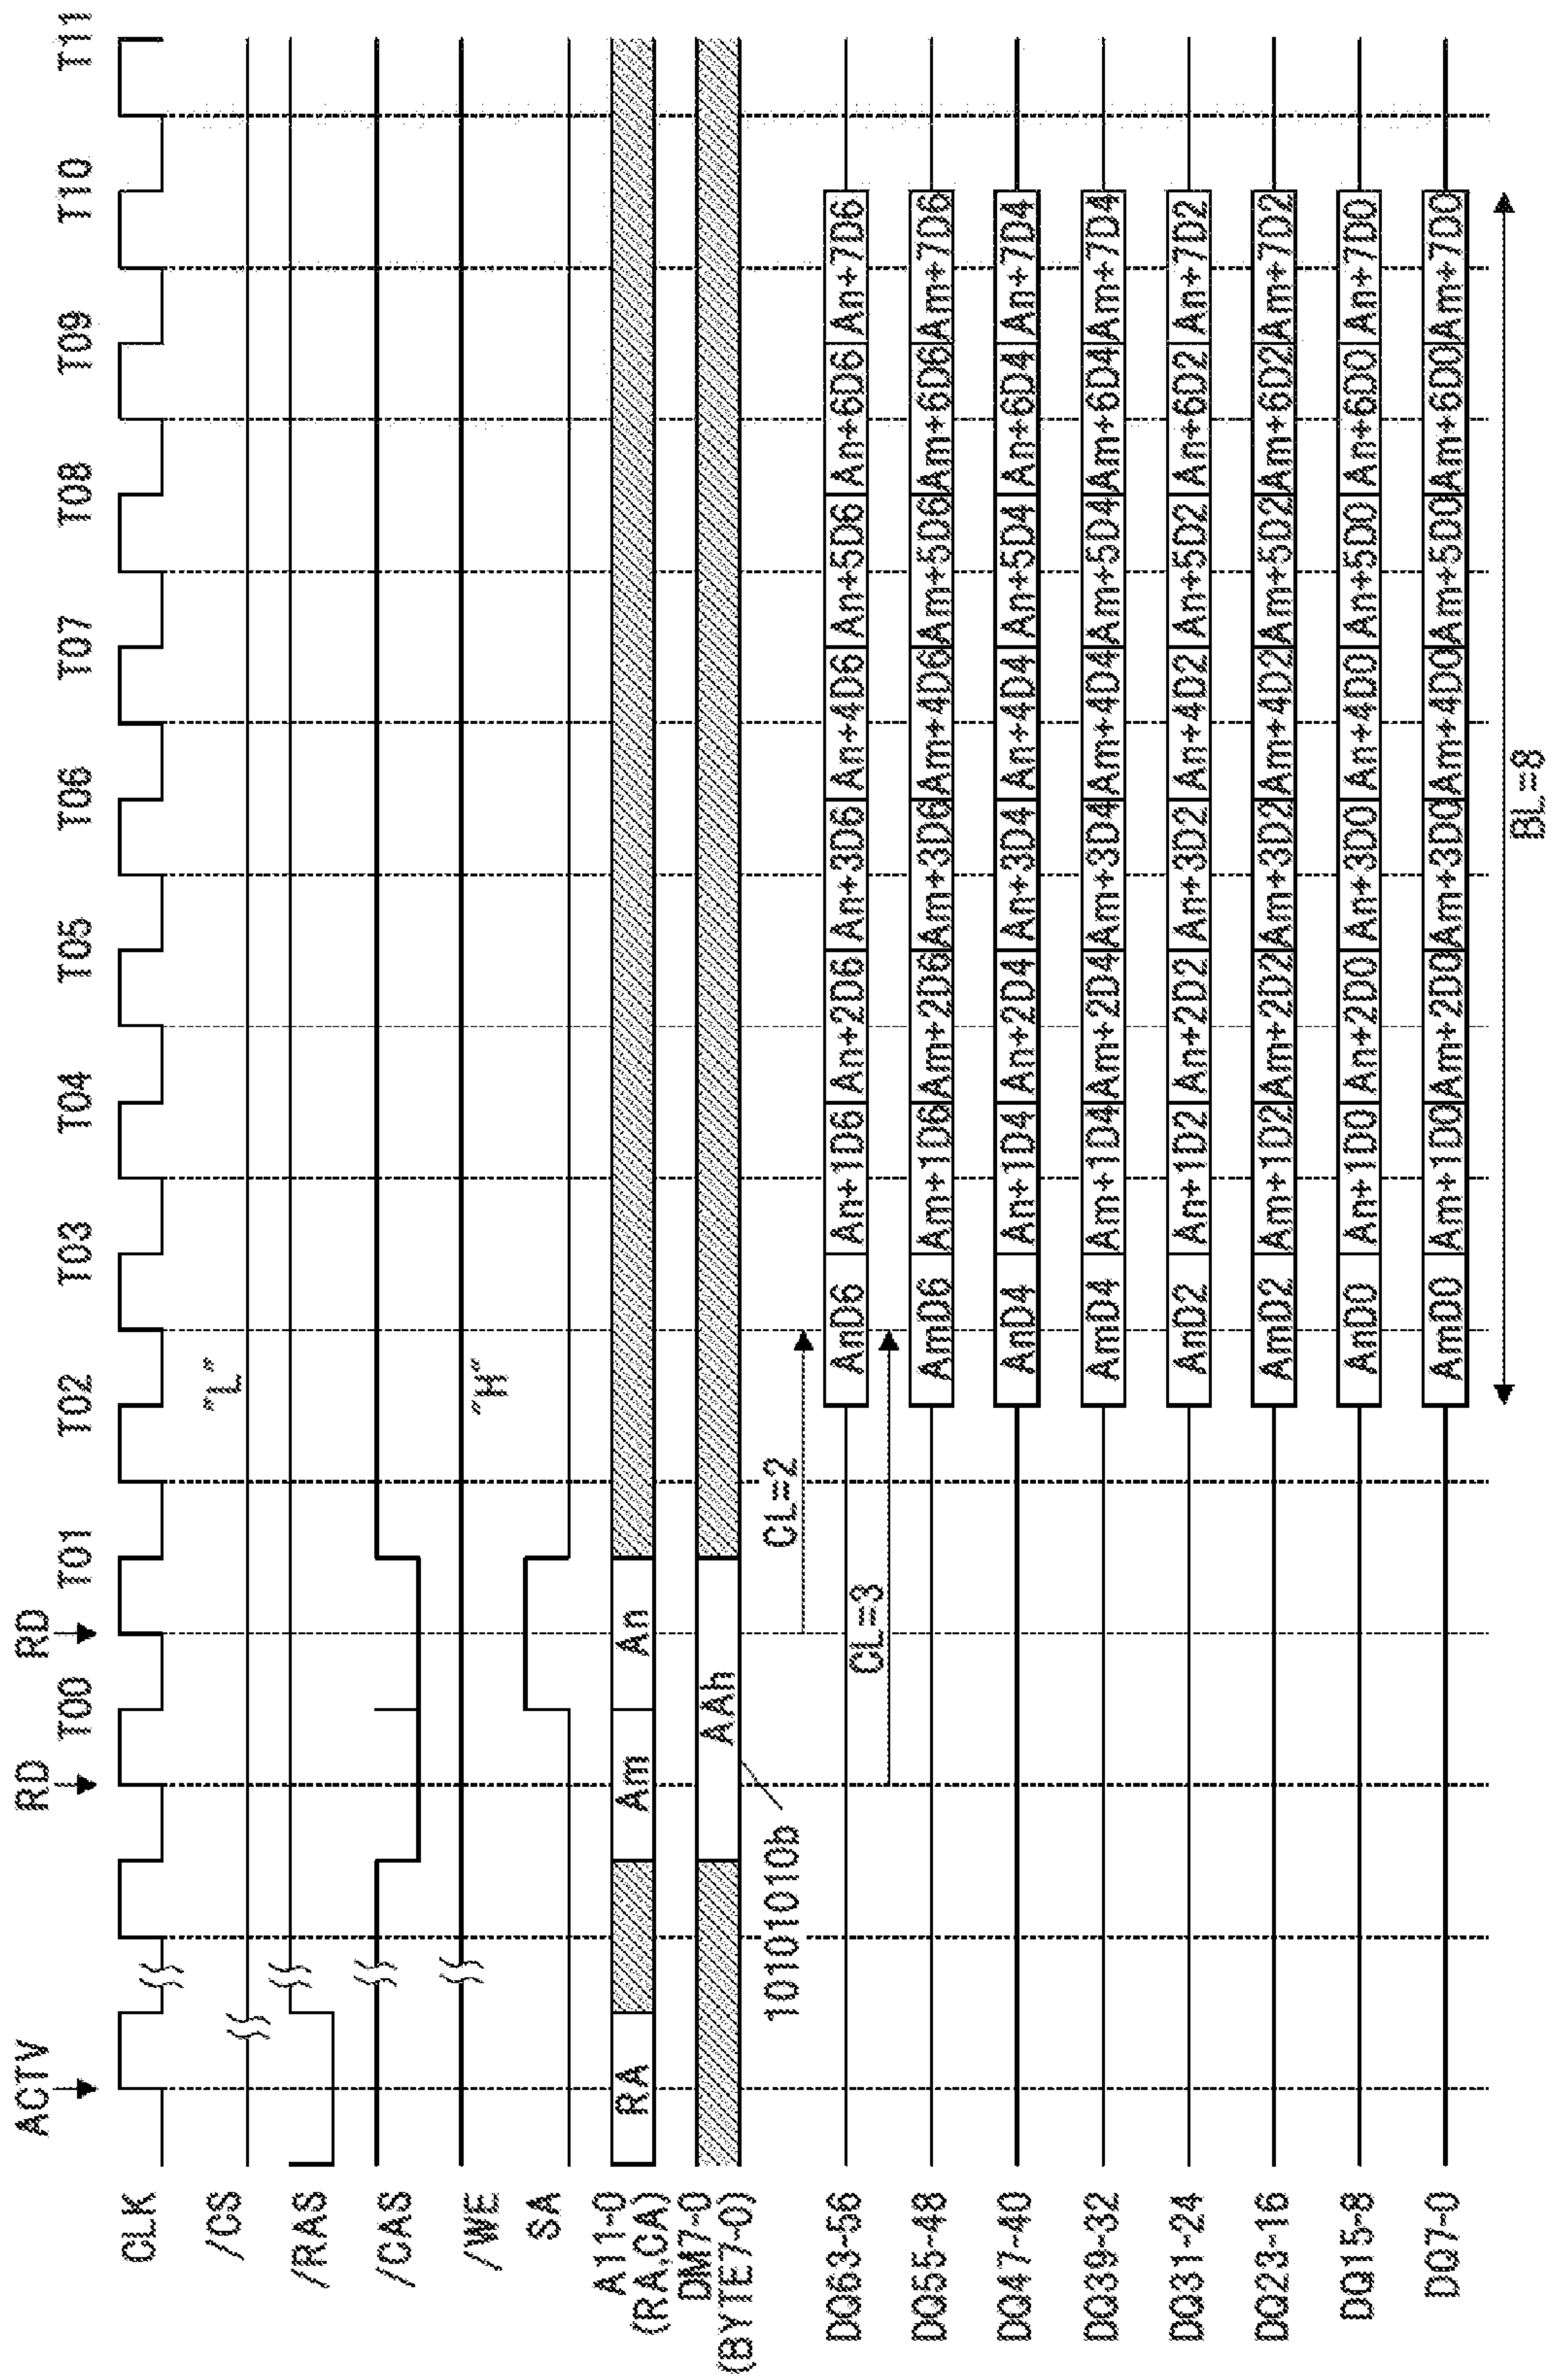 ACTV RD RD
T00 T01 T02 T03 T04 T05 T06 T07 T08 T09 T10 T11
CLK
/CS "L"
/RAS
/CAS
/WE "H"
SA
A11-0 RA Am An
(RA,CA)
DM7-0 AAh
(BYTE7-0)
10101010b
CL=2
CL=3
DQ63-56 AnD6 An+1D6 An+2D6 An+3D6 An+4D6 An+5D6 An+6D6 An+7D6
DQ55-48 AmD6 Am+1D6 Am+2D6 Am+3D6 Am+4D6 Am+5D6 Am+6D6 Am+7D6
DQ47-40 AnD4 An+1D4 An+2D4 An+3D4 An+4D4 An+5D4 An+6D4 An+7D4
DQ39-32 AmD4 Am+1D4 Am+2D4 Am+3D4 Am+4D4 Am+5D4 Am+6D4 Am+7D4
DQ31-24 AnD2 An+1D2 An+2D2 An+3D2 An+4D2 An+5D2 An+6D2 An+7D2
DQ23-16 AmD2 Am+1D2 Am+2D2 Am+3D2 Am+4D2 Am+5D2 Am+6D2 Am+7D2
DQ15-8 AnD0 An+1D0 An+2D0 An+3D0 An+4D0 An+5D0 An+6D0 An+7D0
DQ7-0 AmD0 Am+1D0 Am+2D0 Am+3D0 Am+4D0 Am+5D0 Am+6D0 Am+7D0
BL=8